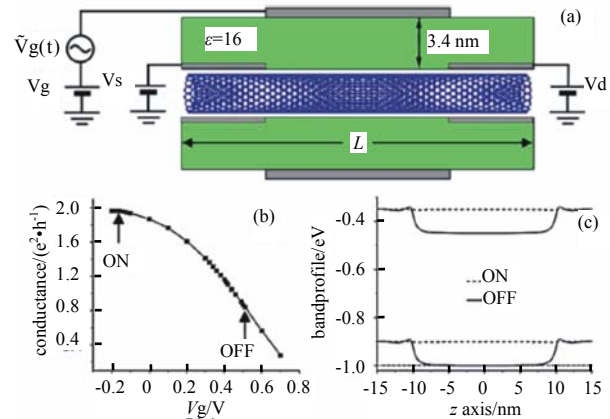 (a)
Ṽg(t)
ε=16
3.4 nm
Vg
Vs
Vd
L
conductance/(e²•h⁻¹)
2.0
1.6
1.2
0.8
0.4
(b)
ON
OFF
-0.2 0 0.2 0.4 0.6 0.8
Vg/V
bandprofile/eV
-0.4
-0.6
-0.8
-1.0
(c)
ON
OFF
-15 -10 -5 0 5 10 15
z axis/nm